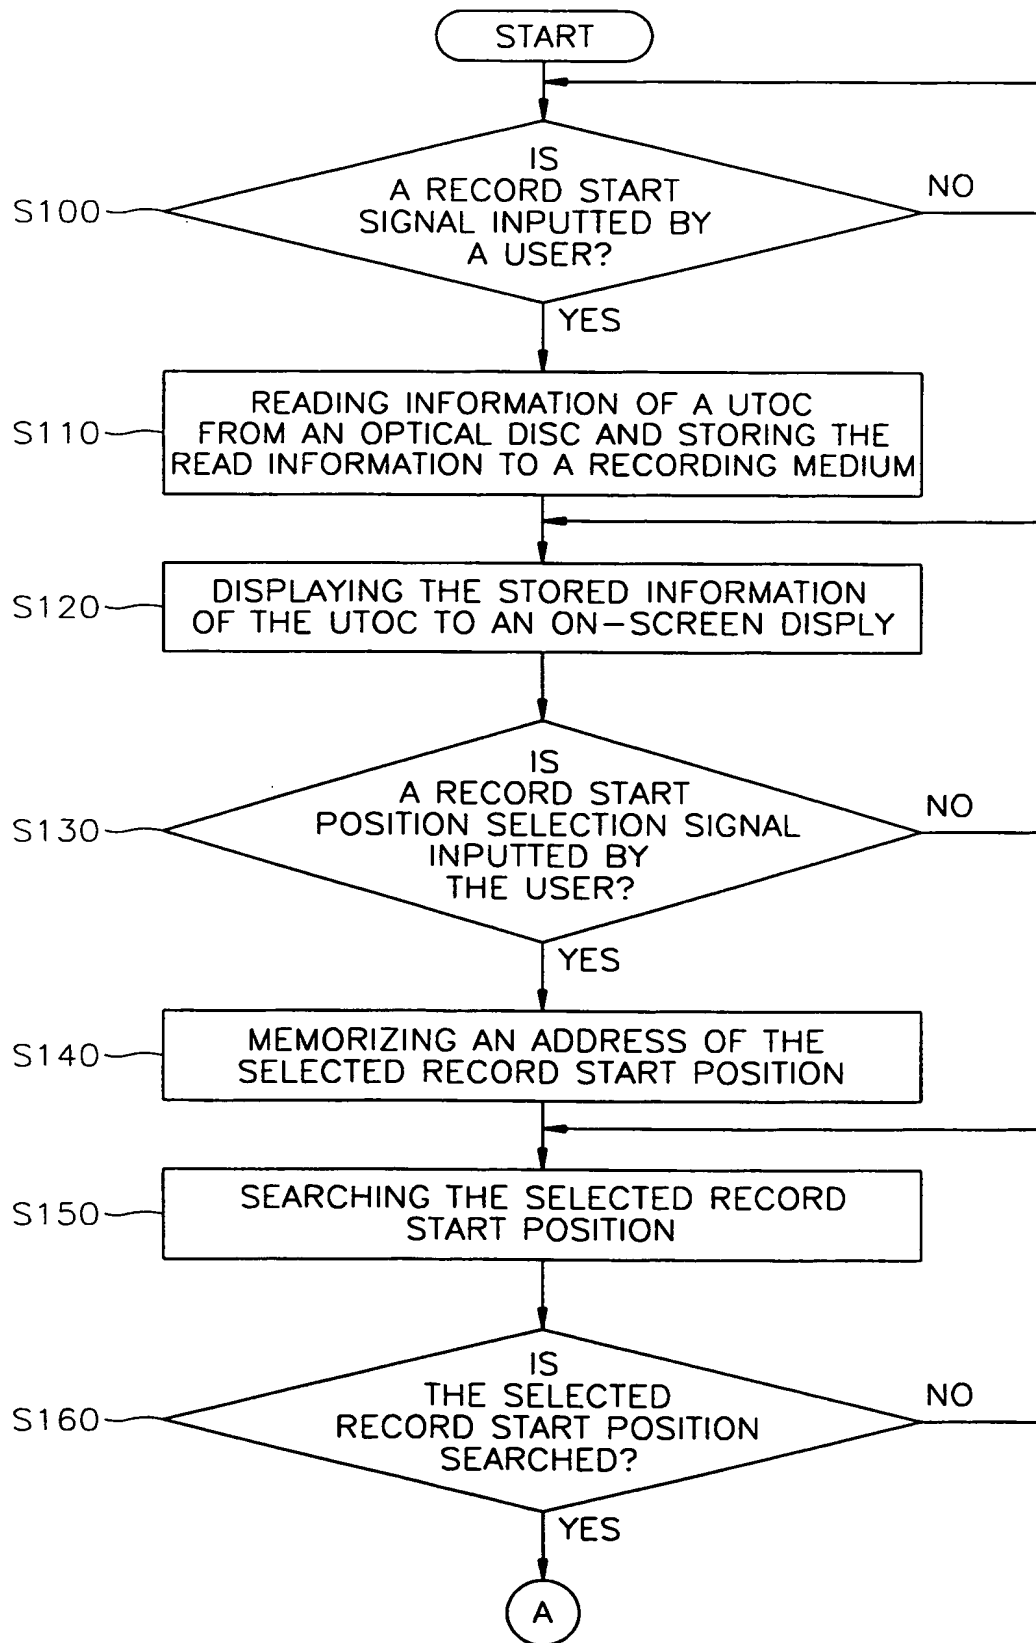 START
IS
A RECORD START
SIGNAL INPUTTED BY
A USER?
NO
S100
YES
READING INFORMATION OF A UTOC
FROM AN OPTICAL DISC AND STORING THE
READ INFORMATION TO A RECORDING MEDIUM
S110
DISPLAYING THE STORED INFORMATION
OF THE UTOC TO AN ON-SCREEN DISPLY
S120
IS
A RECORD START
POSITION SELECTION SIGNAL
INPUTTED BY
THE USER?
NO
S130
YES
MEMORIZING AN ADDRESS OF THE
SELECTED RECORD START POSITION
S140
SEARCHING THE SELECTED RECORD
START POSITION
S150
IS
THE SELECTED
RECORD START POSITION
SEARCHED?
NO
S160
YES
A